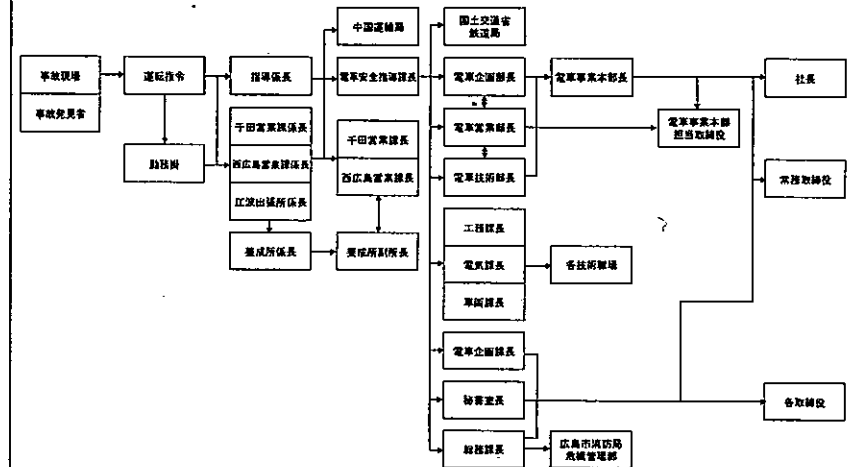 事故現場
事故発見者
運転指令
勤務掛
指導係長
千田営業課係長
西広島営業課係長
江波出張所係長
養成所係長
中国運輸局
電車安全指導課長
千田営業課長
西広島営業課長
養成所副所長
国土交通省
鉄道局
電車企画部長
電車営業部長
電車技術部長
工務課長
電気課長
車両課長
電車企画課長
秘書室長
総務課長
電車事業本部長
各技術職場
広島市消防局
危機管理部
電車事業本部
担当取締役
社長
常務取締役
各取締役